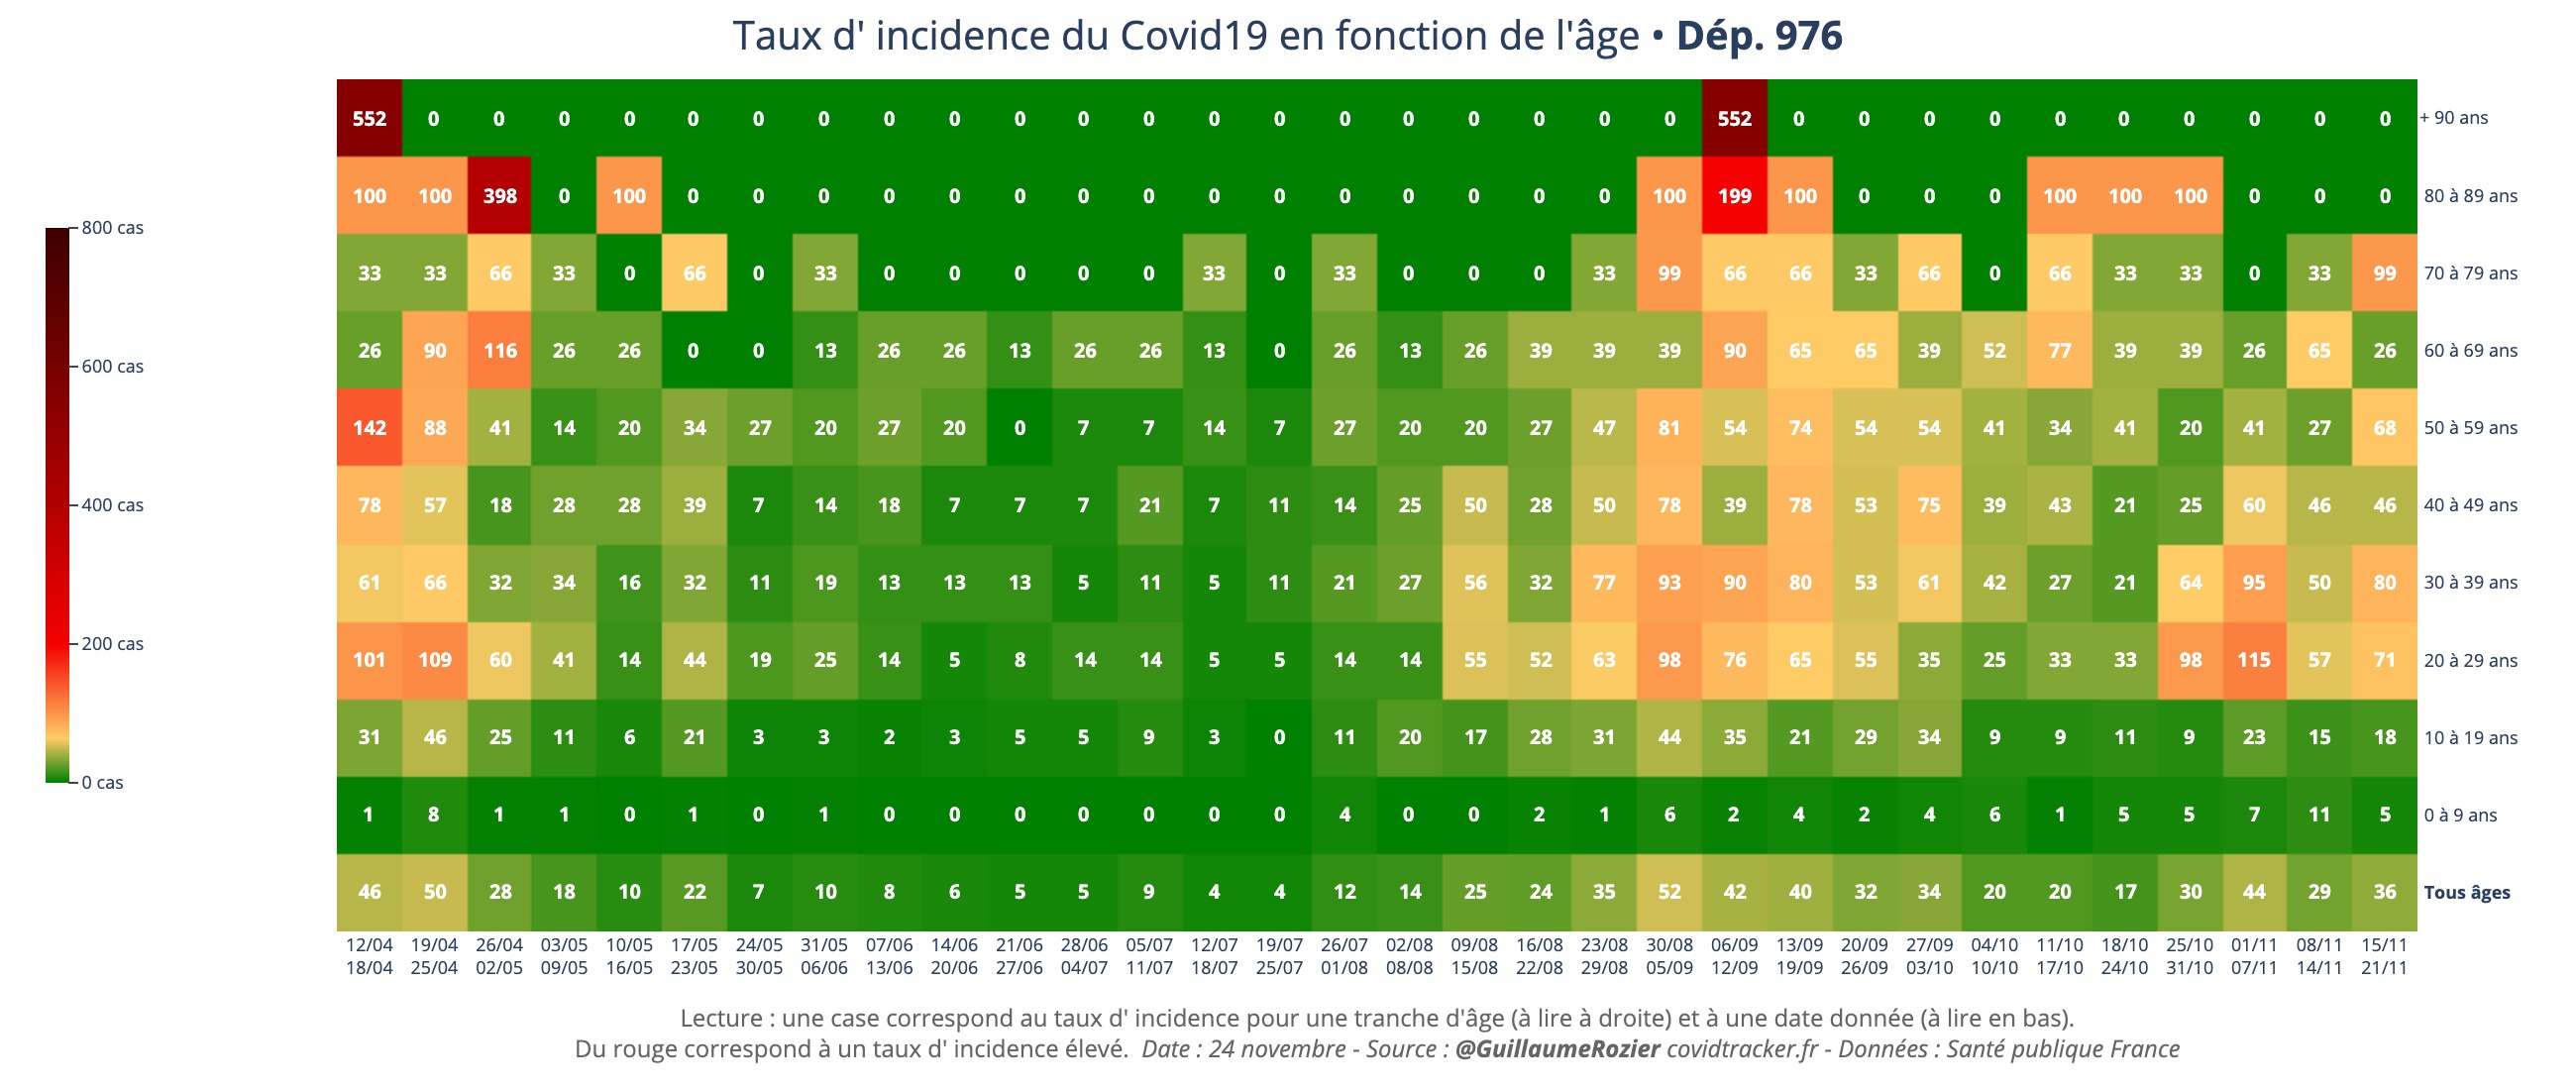 Taux d' incidence du Covid19 en fonction de l'âge • Dép. 976
800 cas
600 cas
400 cas
200 cas
0 cas
552 0 0 0 0 0 0 0 0 0 0 0 0 0 0 0 0 0 0 0 0 552 0 0 0 0 0 0 0 0 0 0 + 90 ans
100 100 398 0 100 0 0 0 0 0 0 0 0 0 0 0 0 0 0 0 100 199 100 0 0 0 100 100 100 0 0 0 80 à 89 ans
33 33 66 33 0 66 0 33 0 0 0 0 0 33 0 33 0 0 0 33 99 66 66 33 66 0 66 33 33 0 33 99 70 à 79 ans
26 90 116 26 26 0 0 13 26 26 13 26 26 13 0 26 13 26 39 39 39 90 65 65 39 52 77 39 39 26 65 26 60 à 69 ans
142 88 41 14 20 34 27 20 27 20 0 7 7 14 7 27 20 20 27 47 81 54 74 54 54 41 34 41 20 41 27 68 50 à 59 ans
78 57 18 28 28 39 7 14 18 7 7 7 21 7 11 14 25 50 28 50 78 39 78 53 75 39 43 21 25 60 46 46 40 à 49 ans
61 66 32 34 16 32 11 19 13 13 13 5 11 5 11 21 27 56 32 77 93 90 80 53 61 42 27 21 64 95 50 80 30 à 39 ans
101 109 60 41 14 44 19 25 14 5 8 14 14 5 5 14 14 55 52 63 98 76 65 55 35 25 33 33 98 115 57 71 20 à 29 ans
31 46 25 11 6 21 3 3 2 3 5 5 9 3 0 11 20 17 28 31 44 35 21 29 34 9 9 11 9 23 15 18 10 à 19 ans
1 8 1 1 0 1 0 1 0 0 0 0 0 0 0 4 0 0 2 1 6 2 4 2 4 6 1 5 5 7 11 5 0 à 9 ans
46 50 28 18 10 22 7 10 8 6 5 5 9 4 4 12 14 25 24 35 52 42 40 32 34 20 20 17 30 44 29 36 Tous âges
12/04 19/04 26/04 03/05 10/05 17/05 24/05 31/05 07/06 14/06 21/06 28/06 05/07 12/07 19/07 26/07 02/08 09/08 16/08 23/08 30/08 06/09 13/09 20/09 27/09 04/10 11/10 18/10 25/10 01/11 08/11 15/11
18/04 25/04 02/05 09/05 16/05 23/05 30/05 06/06 13/06 20/06 27/06 04/07 11/07 18/07 25/07 01/08 08/08 15/08 22/08 29/08 05/09 12/09 19/09 26/09 03/10 10/10 17/10 24/10 31/10 07/11 14/11 21/11
Lecture : une case correspond au taux d' incidence pour une tranche d'âge (à lire à droite) et à une date donnée (à lire en bas).
Du rouge correspond à un taux d' incidence élevé. Date : 24 novembre - Source : @GuillaumeRozier covidtracker.fr - Données : Santé publique France